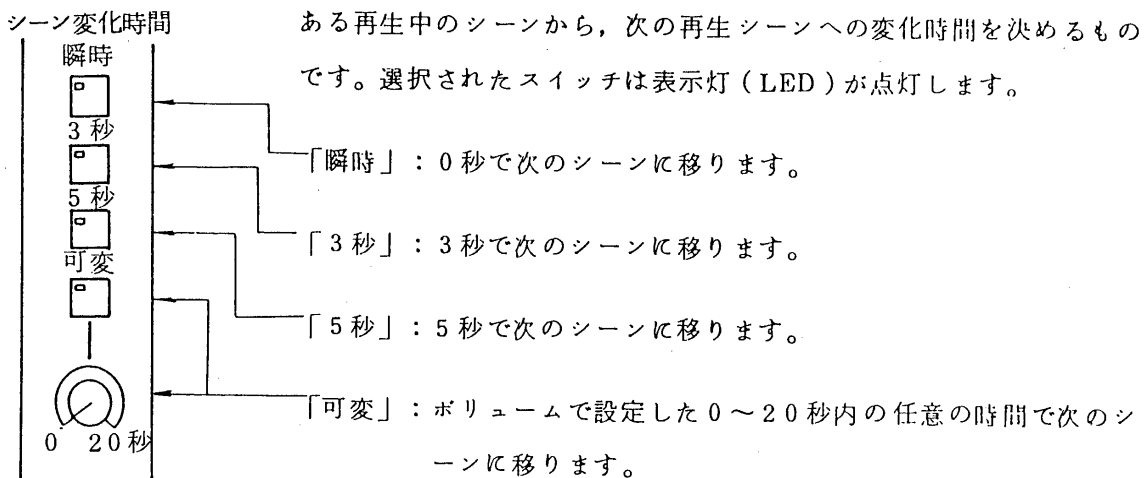 シーン変化時間
瞬時
3秒
5秒
可変
0 20秒
ある再生中のシーンから,次の再生シーンへの変化時間を決めるもの
です。選択されたスイッチは表示灯(LED)が点灯します。
「瞬時」:0秒で次のシーンに移ります。
「3秒」:3秒で次のシーンに移ります。
「5秒」:5秒で次のシーンに移ります。
「可変」:ボリュームで設定した0~20秒内の任意の時間で次のシ
ーンに移ります。